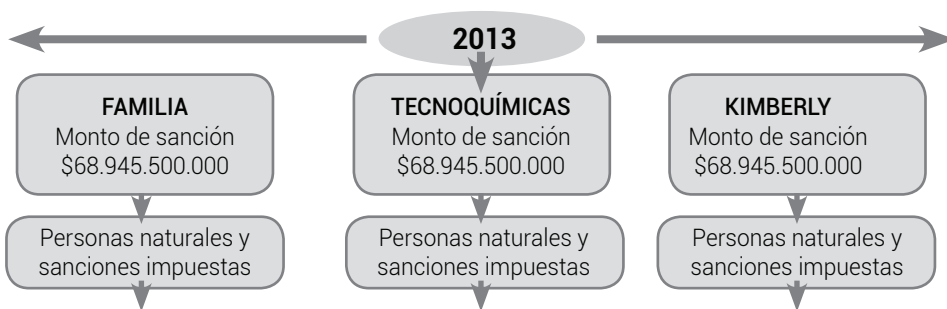 2013
FAMILIA
Monto de sanción
$68.945.500.000
TECNOQUÍMICAS
Monto de sanción
$68.945.500.000
KIMBERLY
Monto de sanción
$68.945.500.000
Personas naturales y
sanciones impuestas
Personas naturales y
sanciones impuestas
Personas naturales y
sanciones impuestas